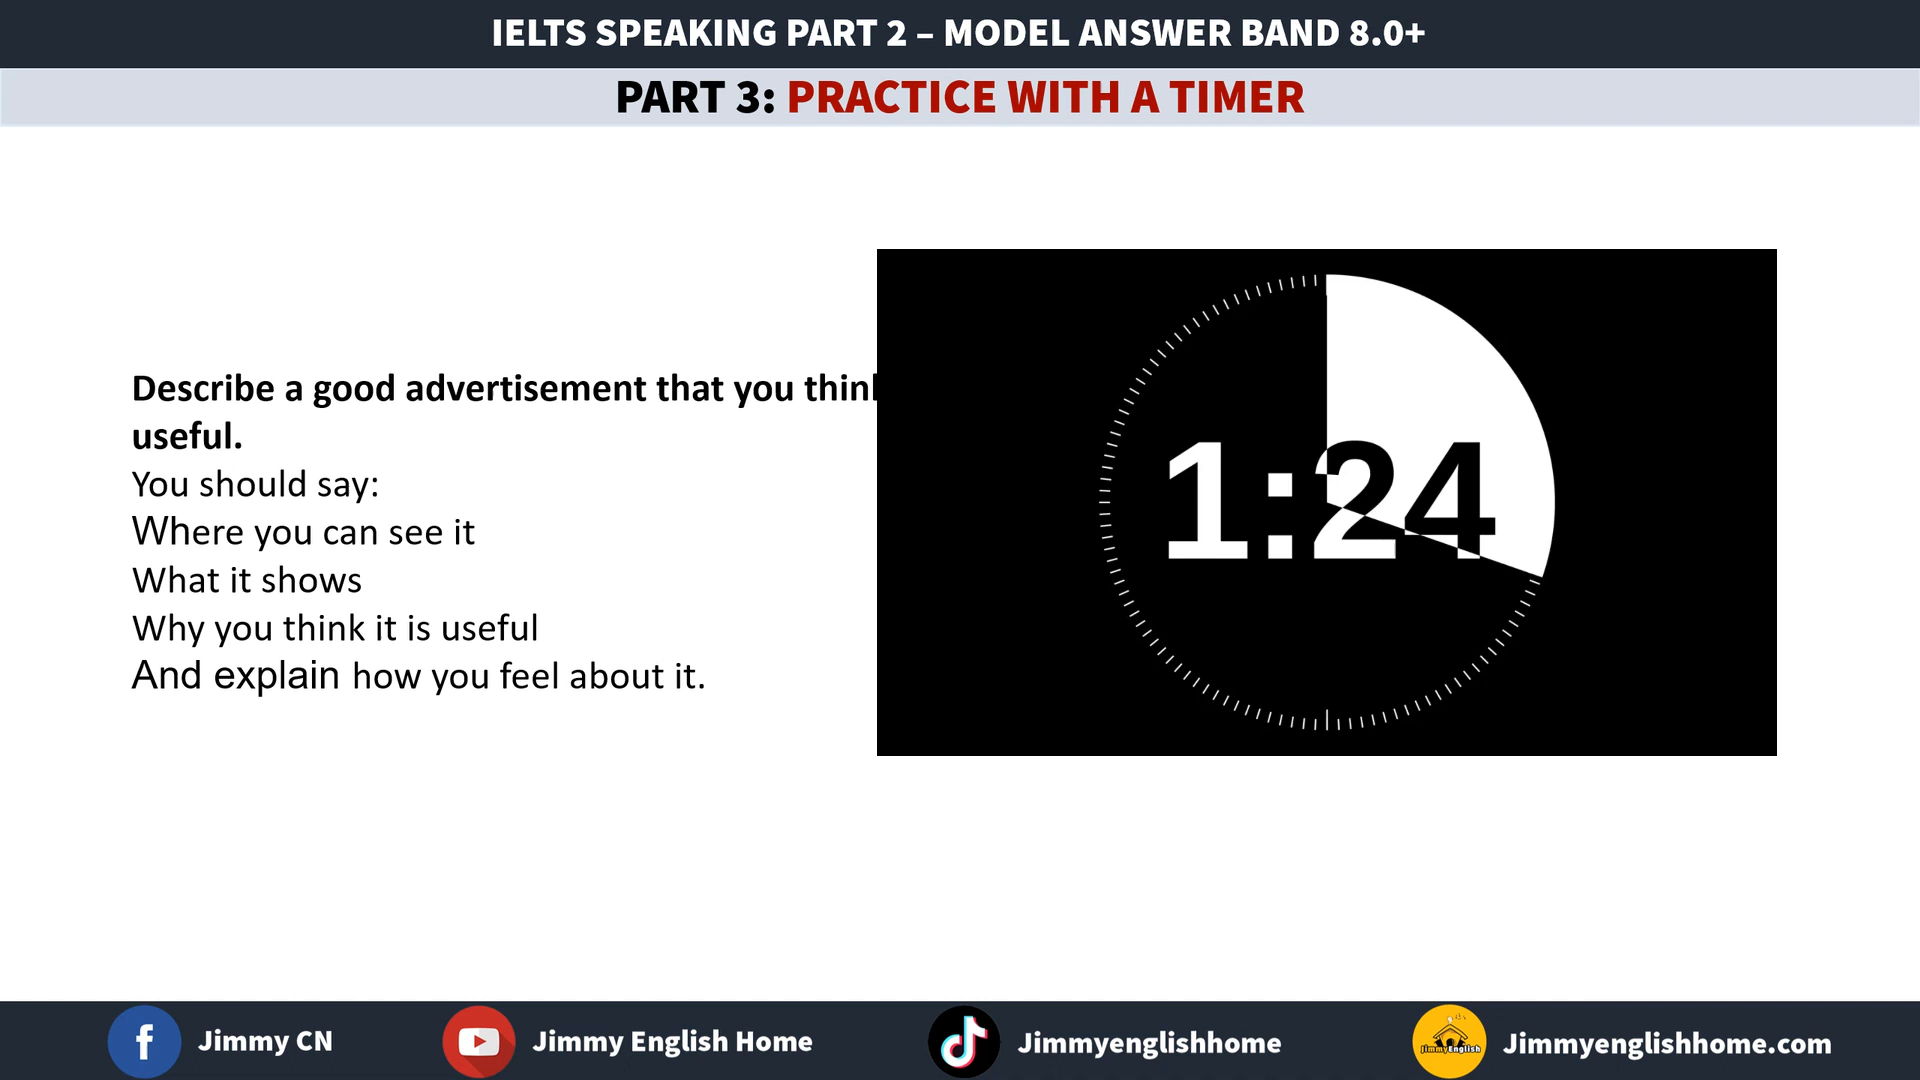 IELTS SPEAKING PART 2 – MODEL ANSWER BAND 8.0+
PART 3: PRACTICE WITH A TIMER
Describe a good advertisement that you think
useful.
You should say:
Where you can see it
What it shows
Why you think it is useful
And explain how you feel about it.
1:24
Jimmy CN
Jimmy English Home
Jimmyenglishhome
JimmyEnglish
Jimmyenglishhome.com